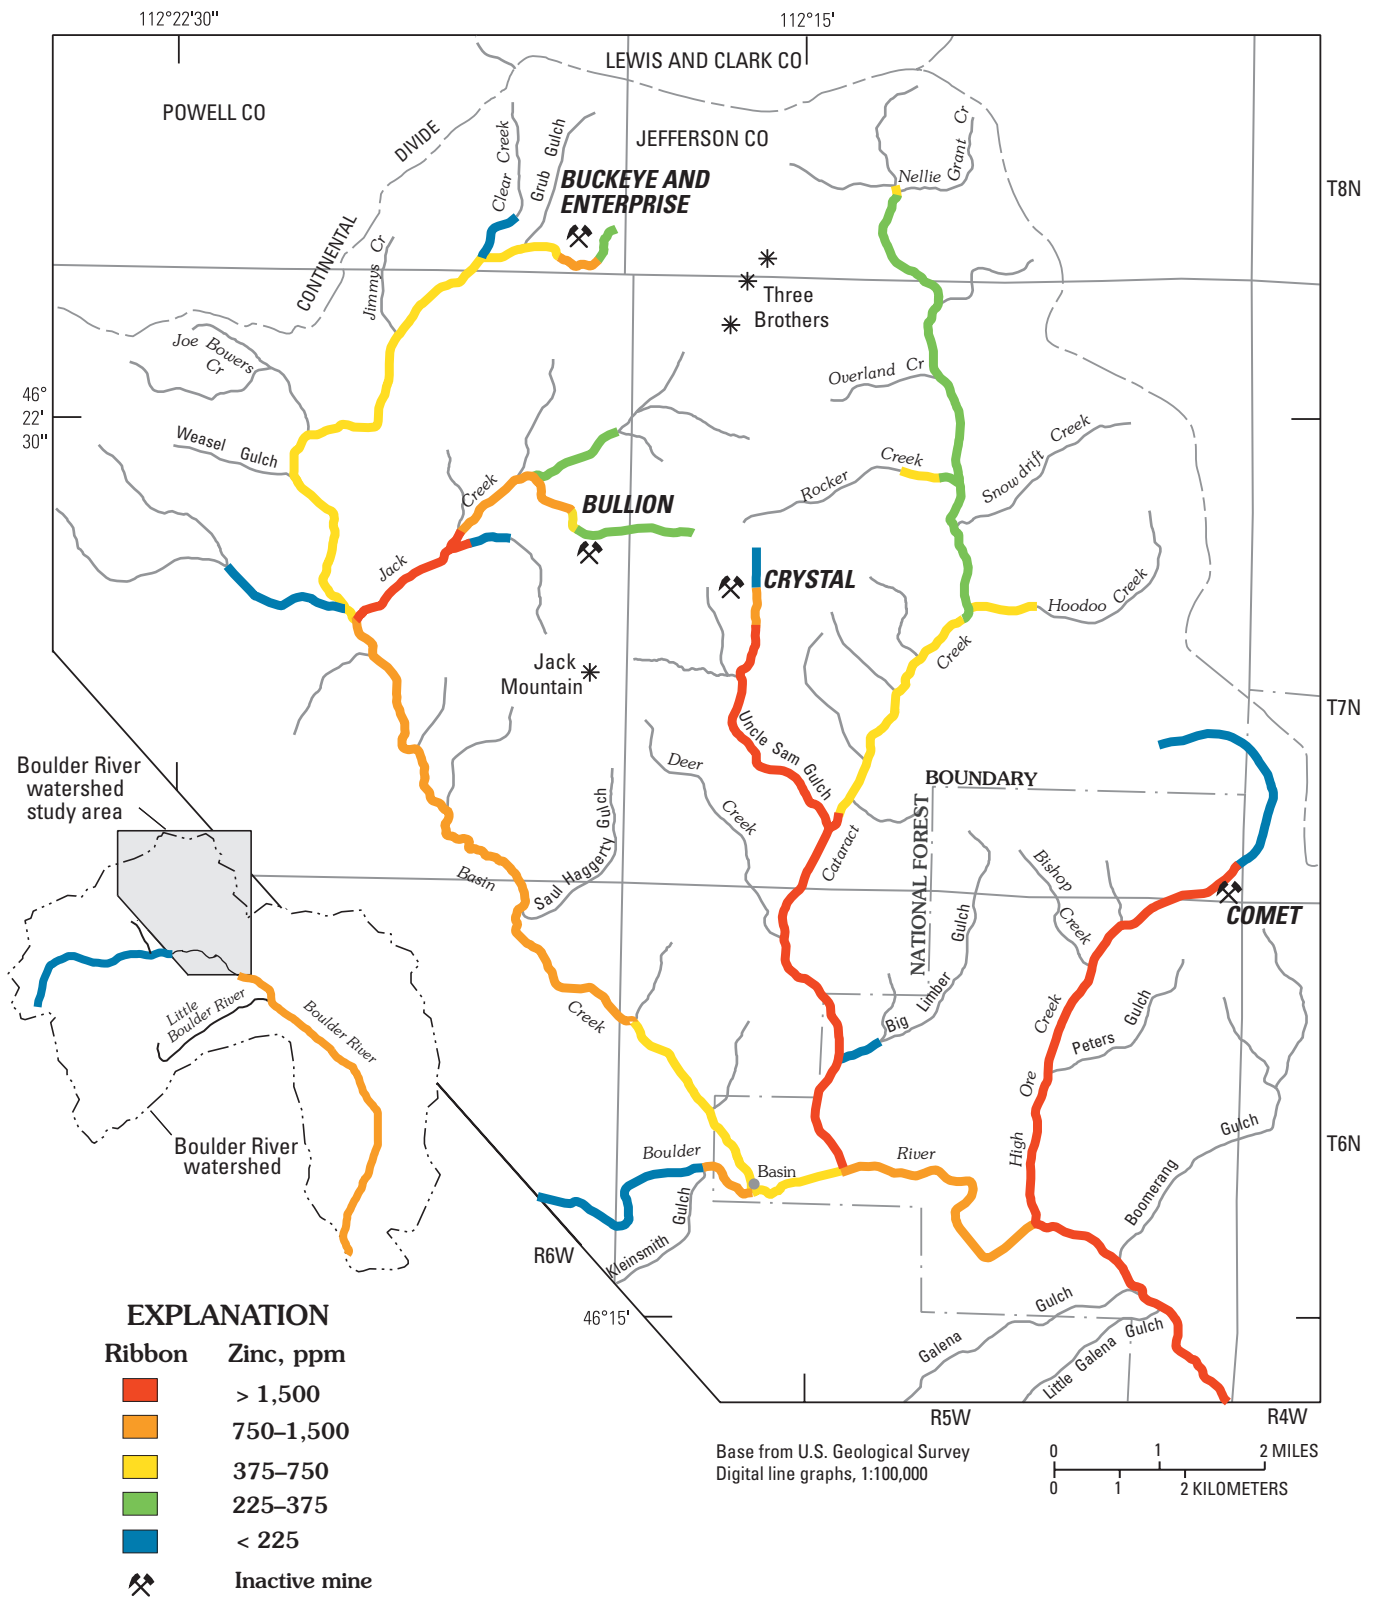 112°22'30"
112°15'
LEWIS AND CLARK CO
POWELL CO
JEFFERSON CO
CONTINENTAL
DIVIDE
Clear Creek
Grub Gulch
Nellie Grant Cr
T8N
BUCKEYE AND
ENTERPRISE
Jimmys Cr
Three
Brothers
Joe Bowers
Cr
Overland Cr
46°
22'
30"
Weasel Gulch
Rocker Creek
Snowdrift Creek
BULLION
Jack Creek
CRYSTAL
Hoodoo Creek
Creek
Jack
Mountain
T7N
Uncle Sam Gulch
Deer
Creek
Cataract
BOUNDARY
NATIONAL FOREST
Boulder River
watershed
study area
Saul Haggerty Gulch
Basin
Creek
Bishop
Creek
COMET
Big Limber
Gulch
Peters Gulch
High Ore Creek
Little
Boulder River
Boulder River
Boulder River
watershed
Boulder
River
Basin
Gulch
Boomerang
T6N
Kleinsmith
Gulch
R6W
46°15'
Galena
Gulch
Little Galena Gulch
R5W
R4W
EXPLANATION
Ribbon Zinc, ppm
> 1,500
750–1,500
375–750
225–375
< 225
Inactive mine
Base from U.S. Geological Survey
Digital line graphs, 1:100,000
0 1 2 MILES
0 1 2 KILOMETERS